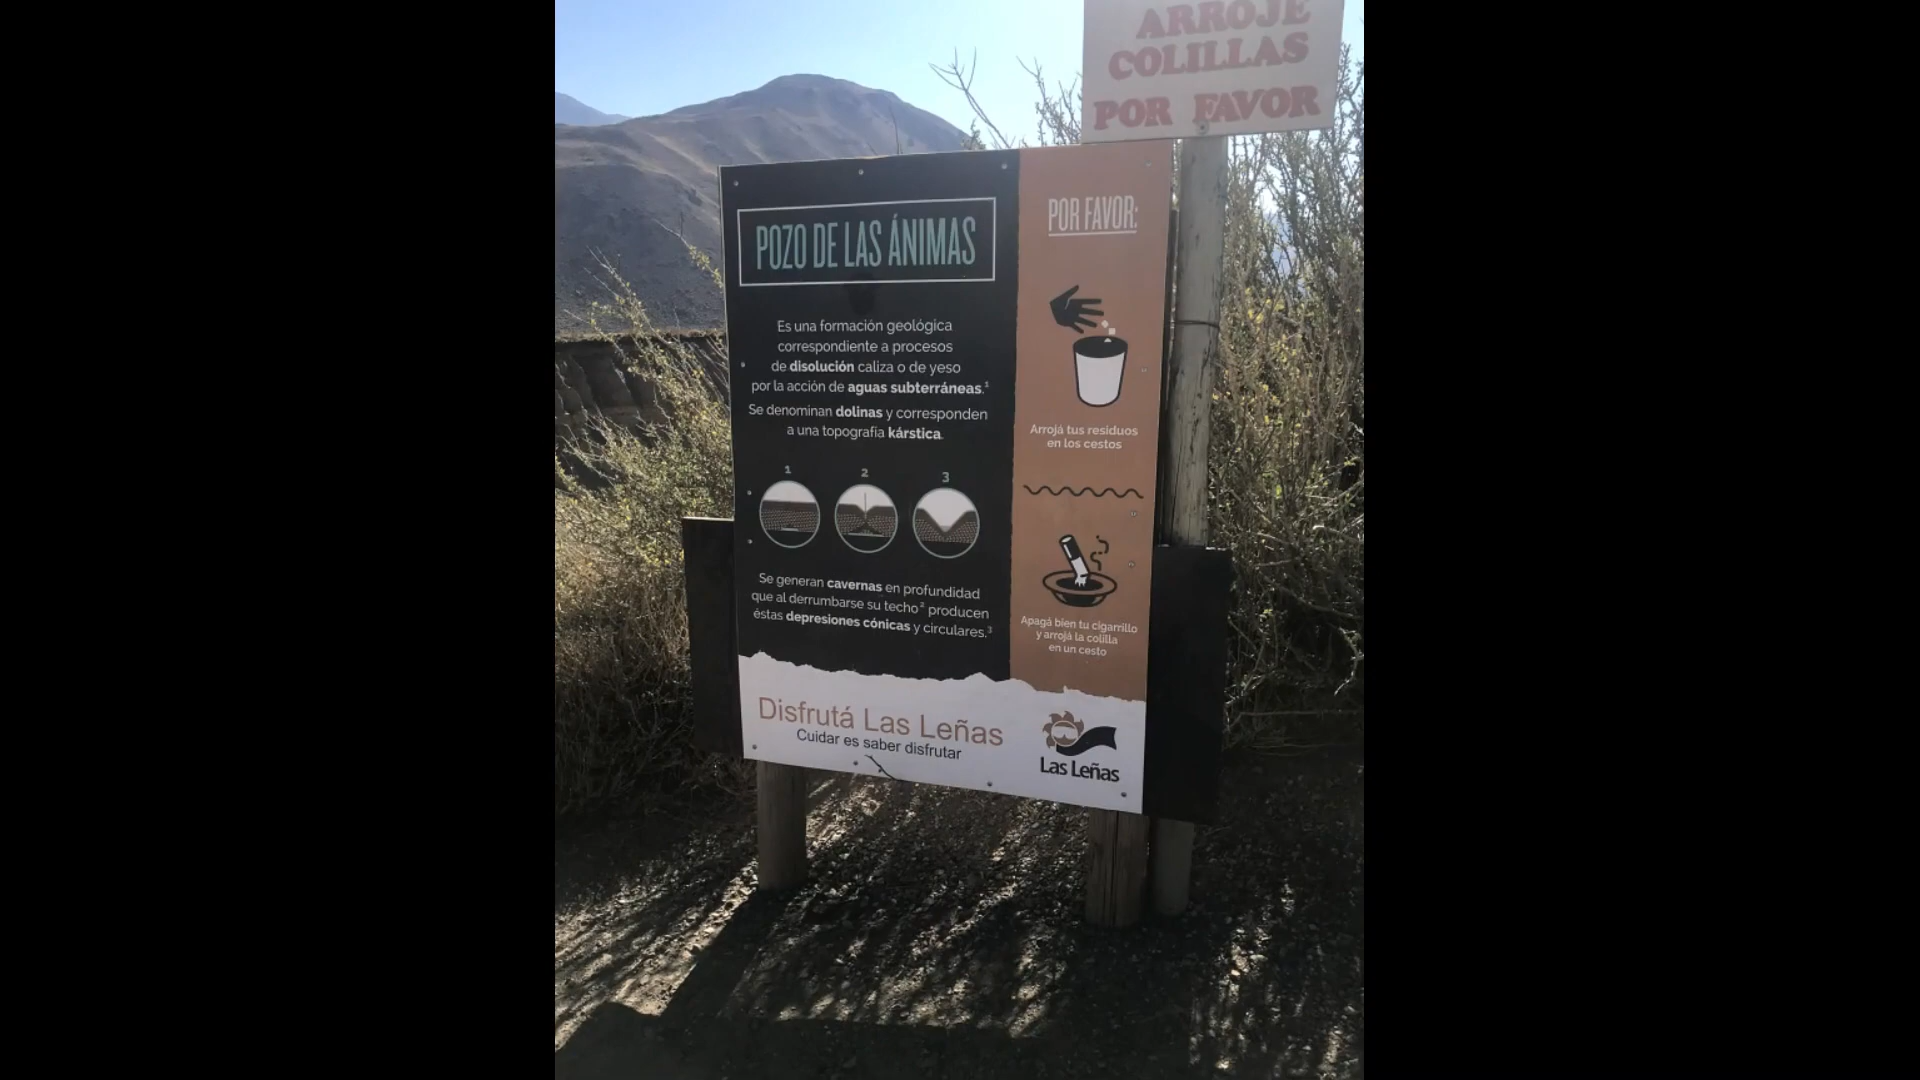 ARROJE
COLILLAS
POR FAVOR
POZO DE LAS ÁNIMAS
Es una formación geológica
correspondiente a procesos
de disolución caliza o de yeso
por la acción de aguas subterráneas.¹
Se denominan dolinas y corresponden
a una topografía kárstica.
1 2 3
Se generan cavernas en profundidad
que al derrumbarse su techo² producen
éstas depresiones cónicas y circulares.³
POR FAVOR:
Arrojá tus residuos
en los cestos
Apagá bien tu cigarrillo
y arrojá la colilla
en un cesto
Disfrutá Las Leñas
Cuidar es saber disfrutar
Las Leñas